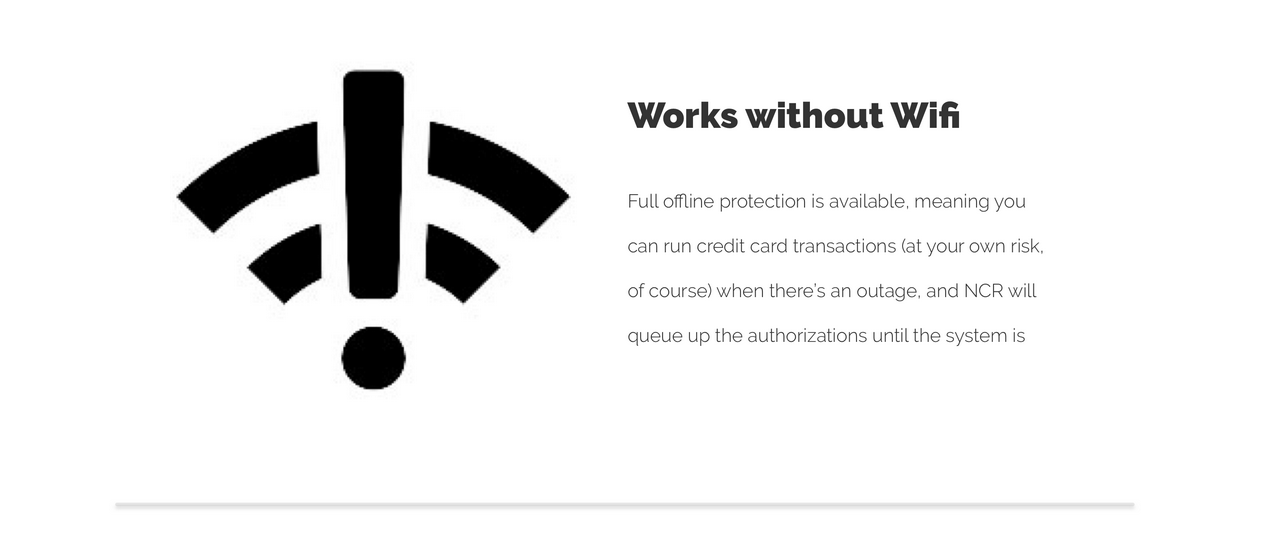 Works without Wifi
Full offline protection is available, meaning you
can run credit card transactions (at your own risk,
of course) when there's an outage, and NCR will
queue up the authorizations until the system is